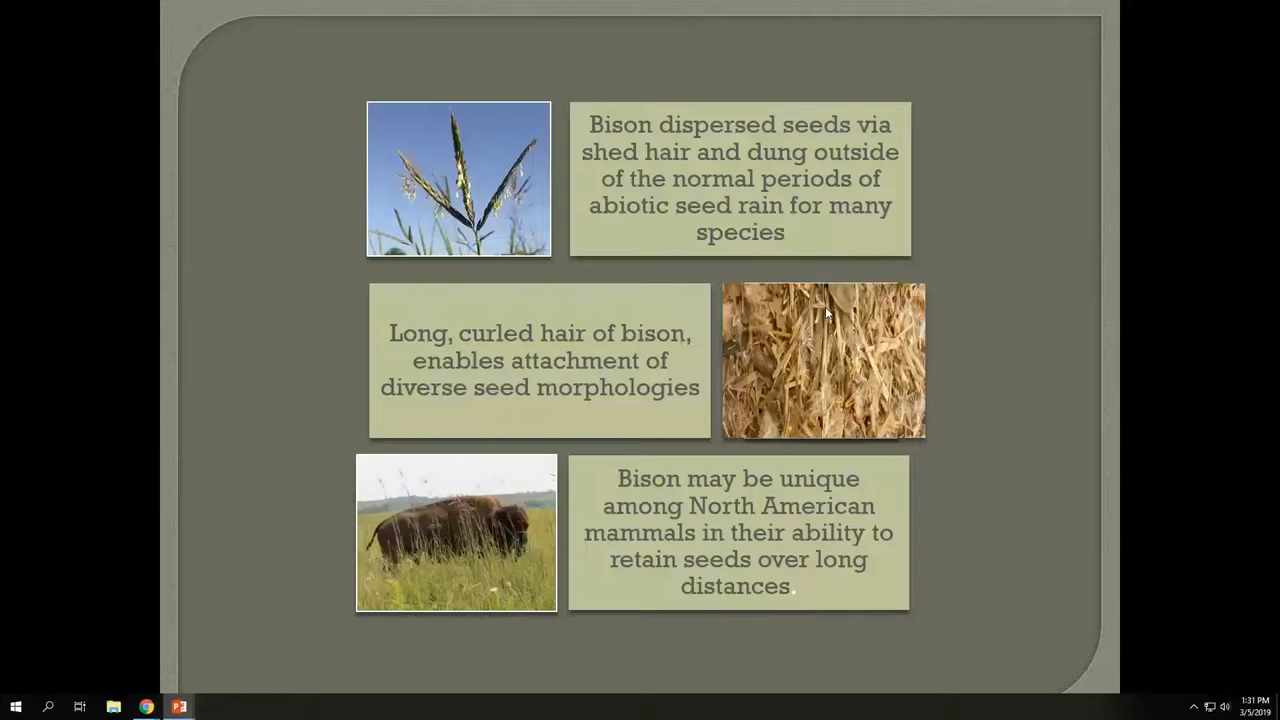 Bison dispersed seeds via
shed hair and dung outside
of the normal periods of
abiotic seed rain for many
species
Long, curled hair of bison,
enables attachment of
diverse seed morphologies
Bison may be unique
among North American
mammals in their ability to
retain seeds over long
distances.
1:31 PM
3/5/2019